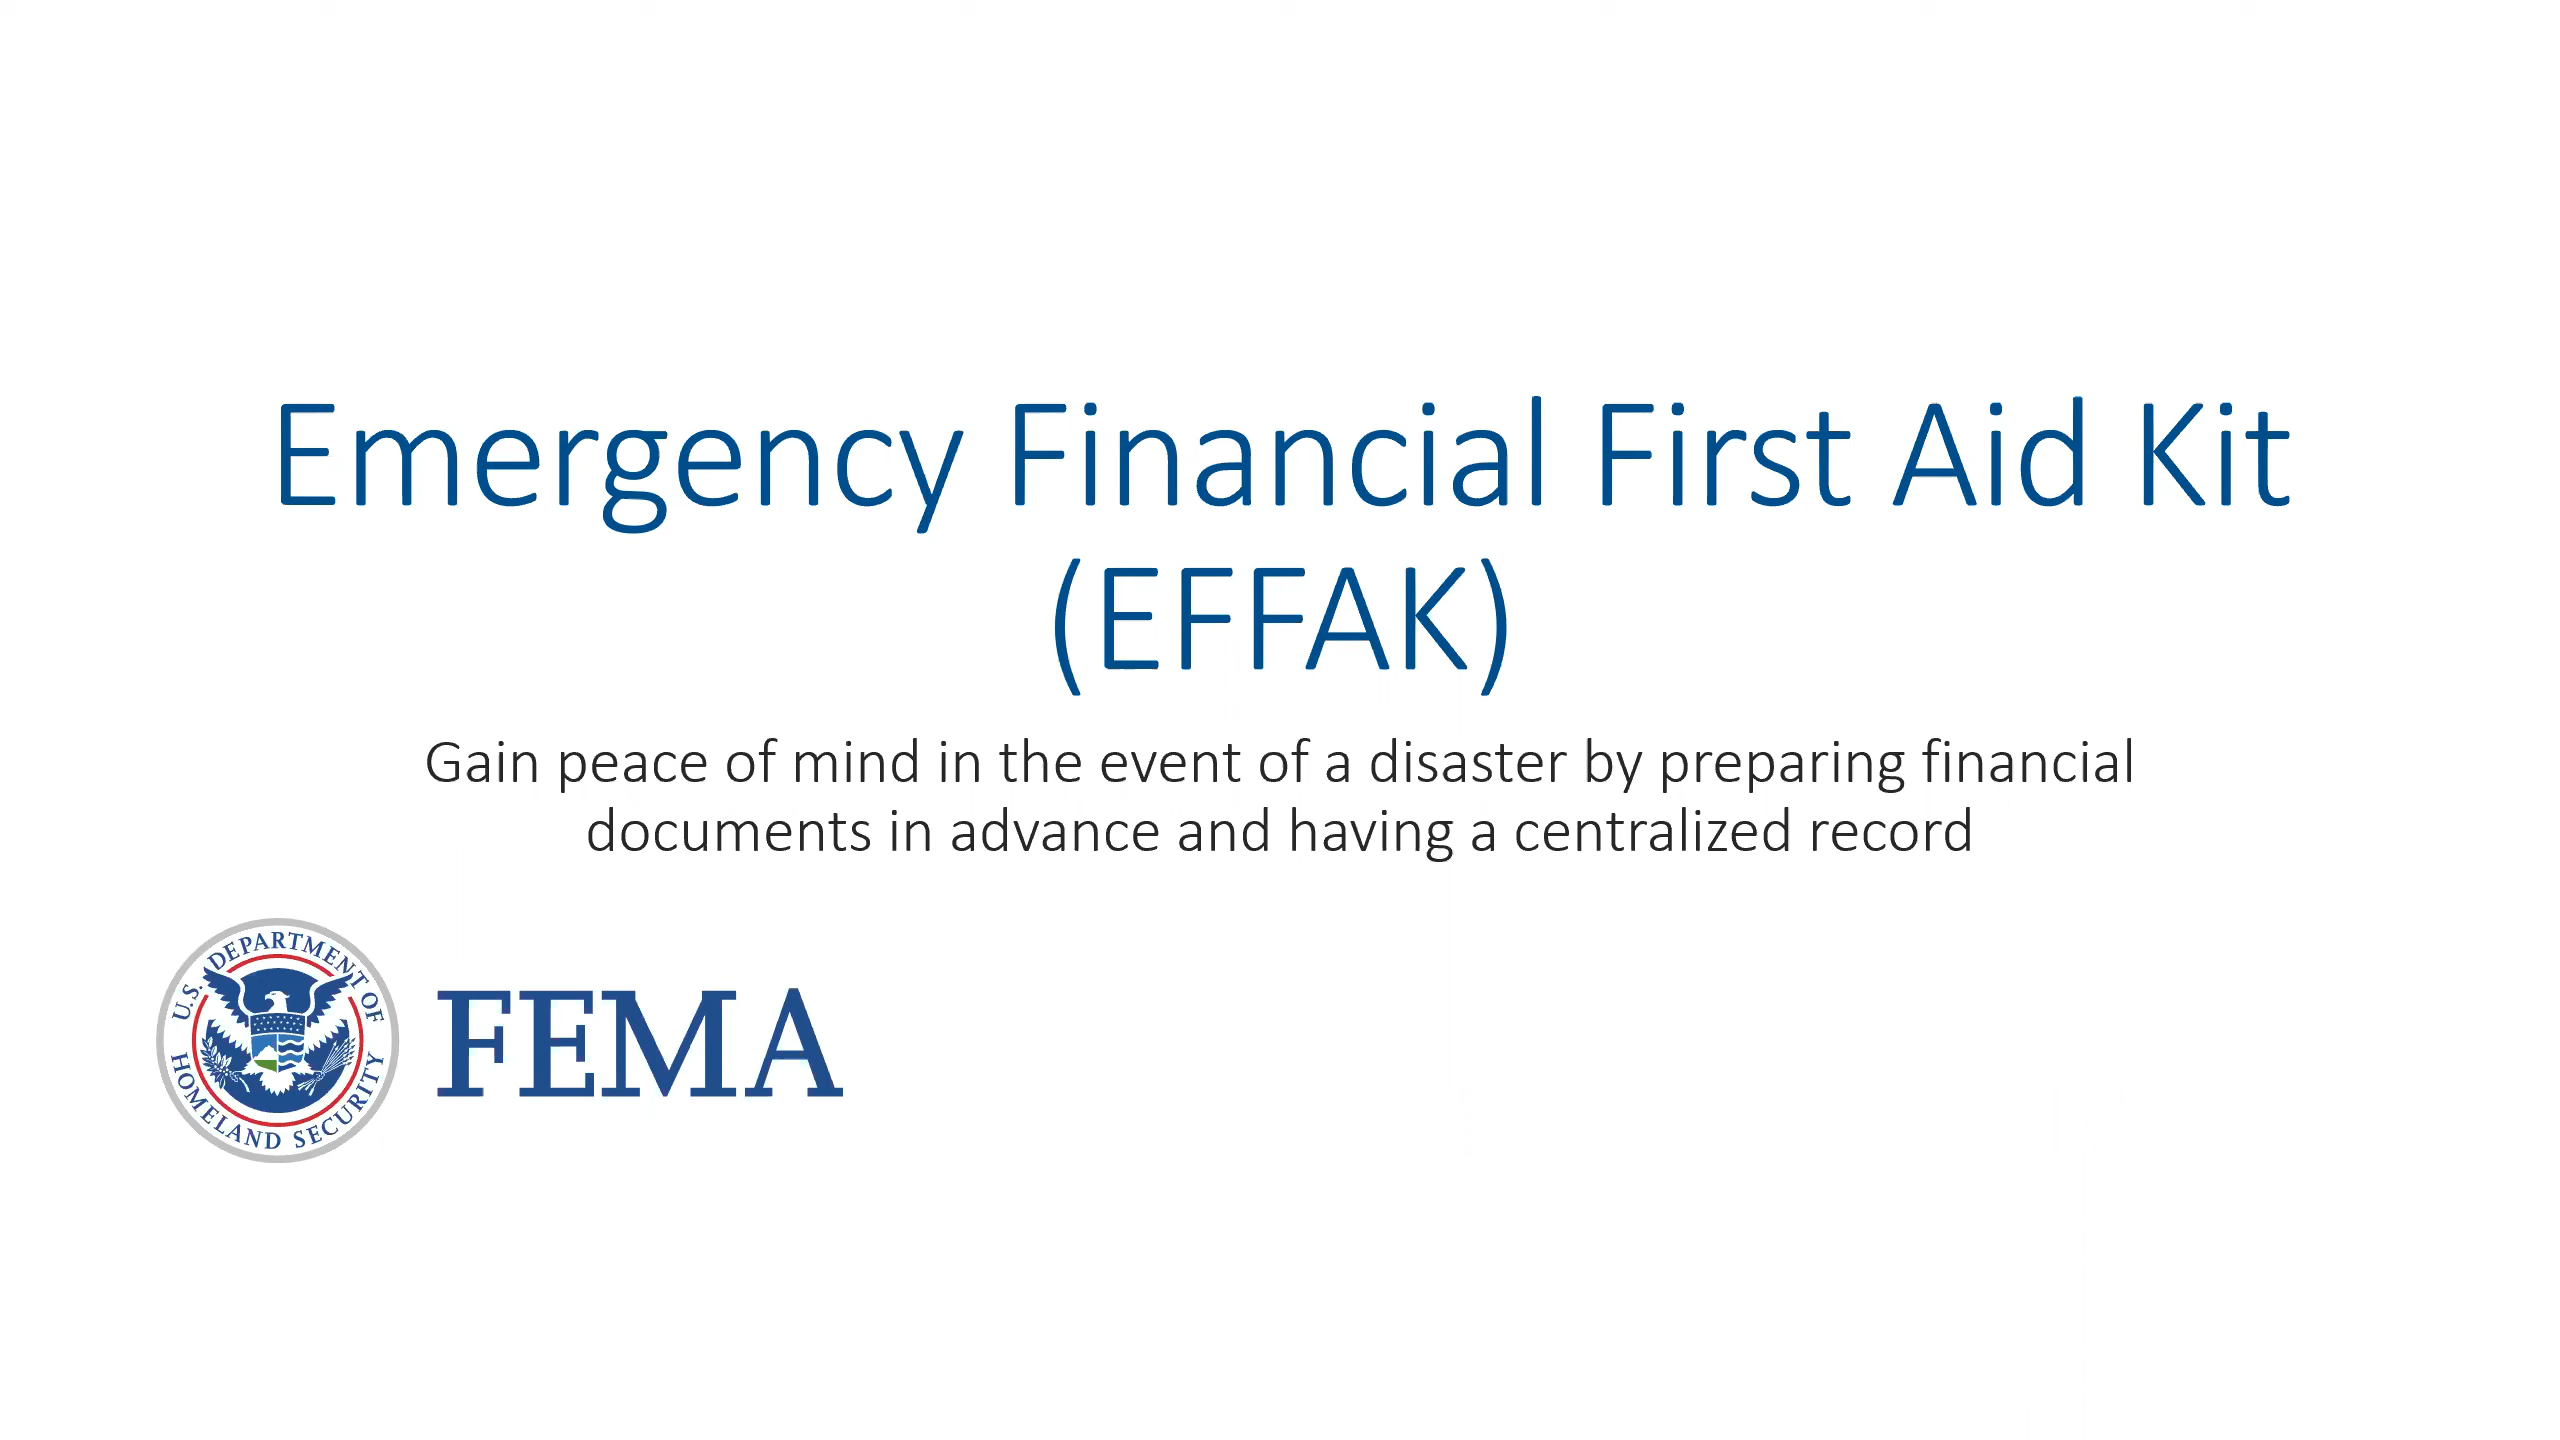 Emergency Financial First Aid Kit
(EFFAK)
Gain peace of mind in the event of a disaster by preparing financial
documents in advance and having a centralized record
U.S. DEPARTMENT OF
HOMELAND SECURITY
FEMA